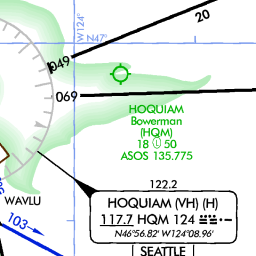 20
N47°
W124°
049
069
HOQUIAM
Bowerman
(HQM)
18 Ⓛ 50
ASOS 135.775
122.2
WAVLU
HOQUIAM (VH) (H)
117.7 HQM 124
N46°56.82' W124°08.96'
103
SEATTLE